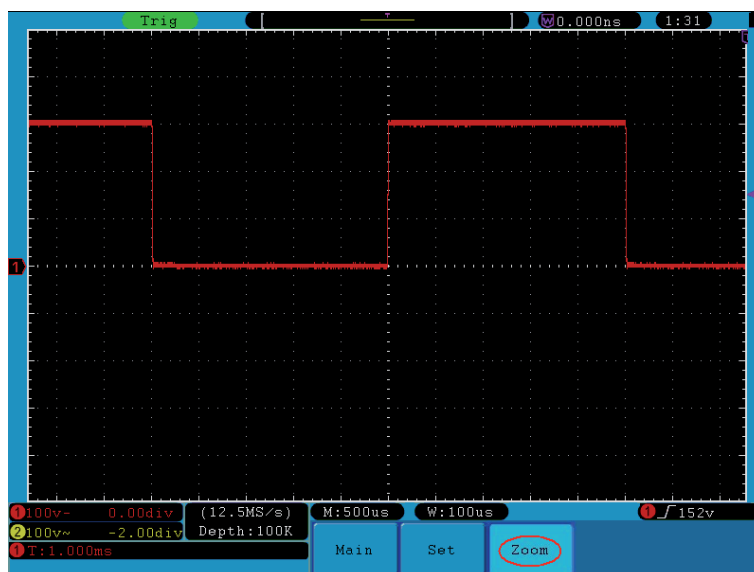 Trig
T
W 0.000ns
1:31
T
1
1 100v- 0.00div
2 100v~ -2.00div
1 T:1.000ms
(12.5MS/s)
Depth:100K
M:500us
W:100us
1 152v
Main
Set
Zoom